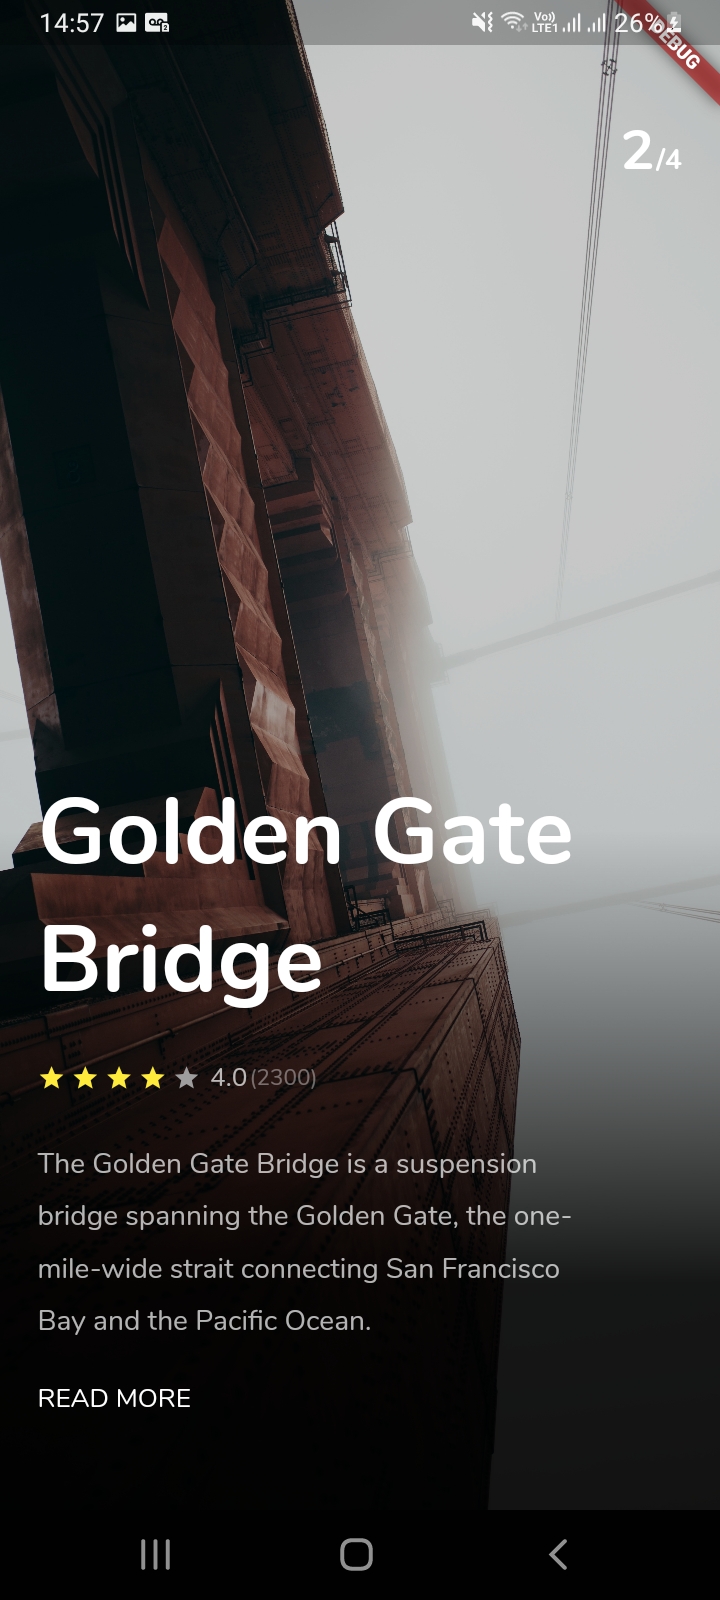 14:57 Vo)) LTE1 26%
DEBUG
2/4
Golden Gate
Bridge
4.0 (2300)
The Golden Gate Bridge is a suspension
bridge spanning the Golden Gate, the one-
mile-wide strait connecting San Francisco
Bay and the Pacific Ocean.
READ MORE